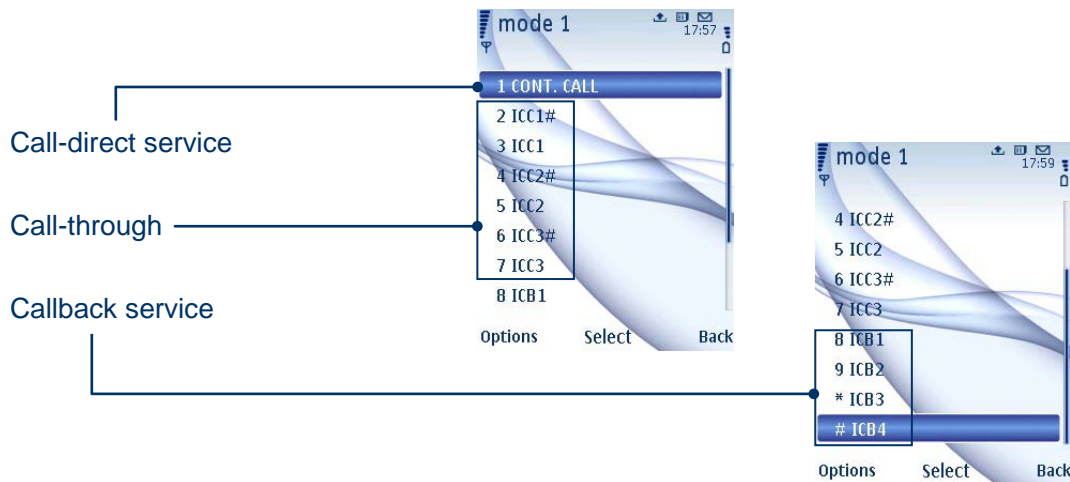 mode 1
17:57
1 CONT. CALL
2 ICC1#
3 ICC1
4 ICC2#
5 ICC2
6 ICC3#
7 ICC3
8 ICB1
Options Select Back
Call-direct service
Call-through
Callback service
mode 1
17:59
4 ICC2#
5 ICC2
6 ICC3#
7 ICC3
8 ICB1
9 ICB2
* ICB3
# ICB4
Options Select Back